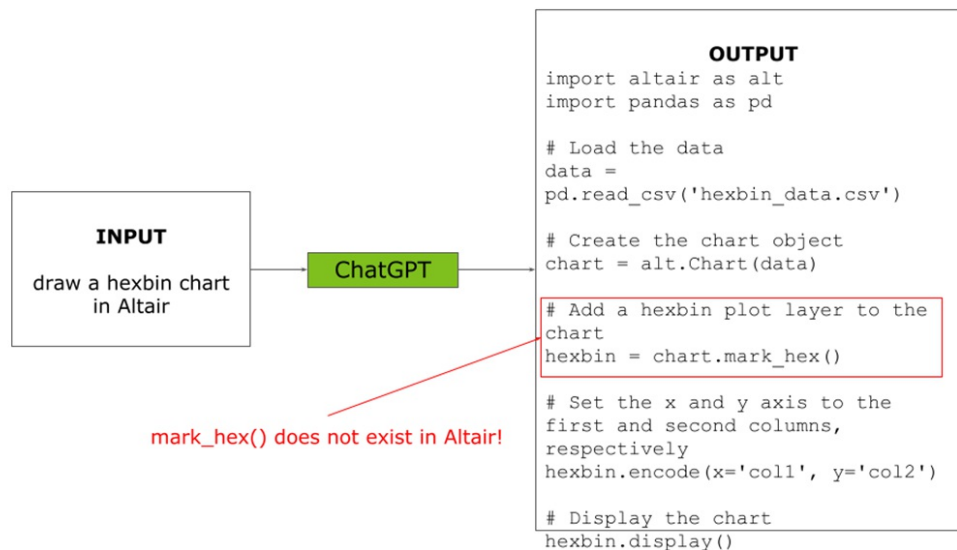 INPUT
draw a hexbin chart
in Altair
ChatGPT
mark_hex() does not exist in Altair!
OUTPUT
import altair as alt
import pandas as pd
# Load the data
data =
pd.read_csv('hexbin_data.csv')
# Create the chart object
chart = alt.Chart(data)
# Add a hexbin plot layer to the
chart
hexbin = chart.mark_hex()
# Set the x and y axis to the
first and second columns,
respectively
hexbin.encode(x='col1', y='col2')
# Display the chart
hexbin.display()